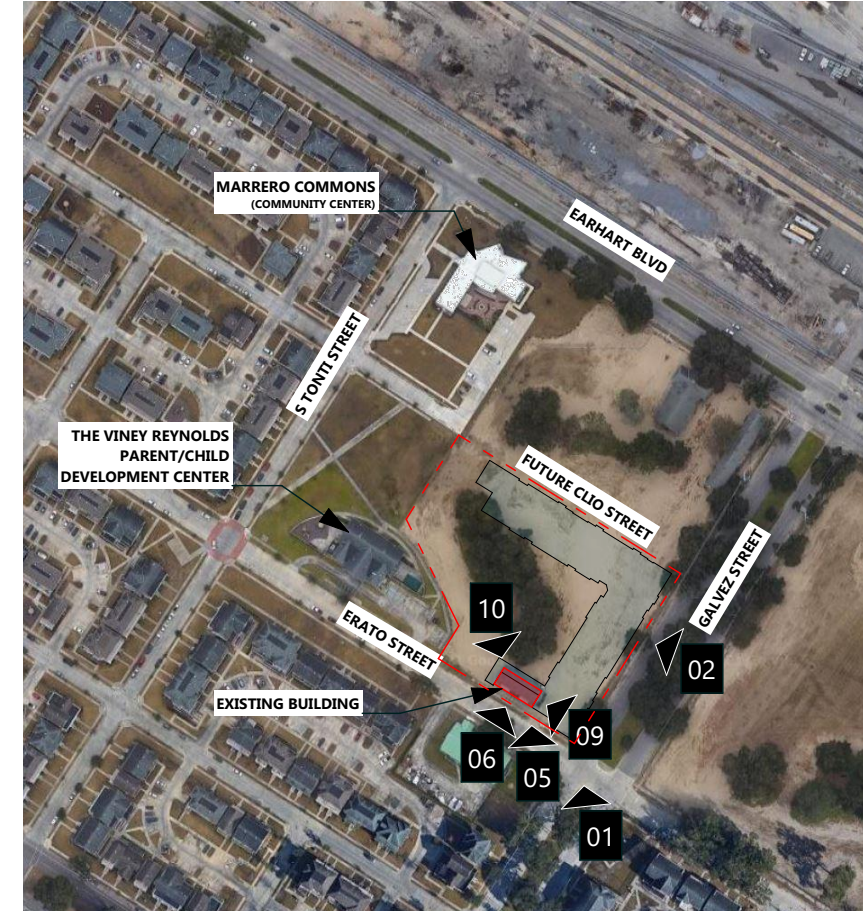 MARRERO COMMONS
(COMMUNITY CENTER)
EARHART BLVD
S TONTI STREET
THE VINEY REYNOLDS
PARENT/CHILD
DEVELOPMENT CENTER
FUTURE CLIO STREET
GALVEZ STREET
10
ERATO STREET
02
EXISTING BUILDING
09
06
05
01